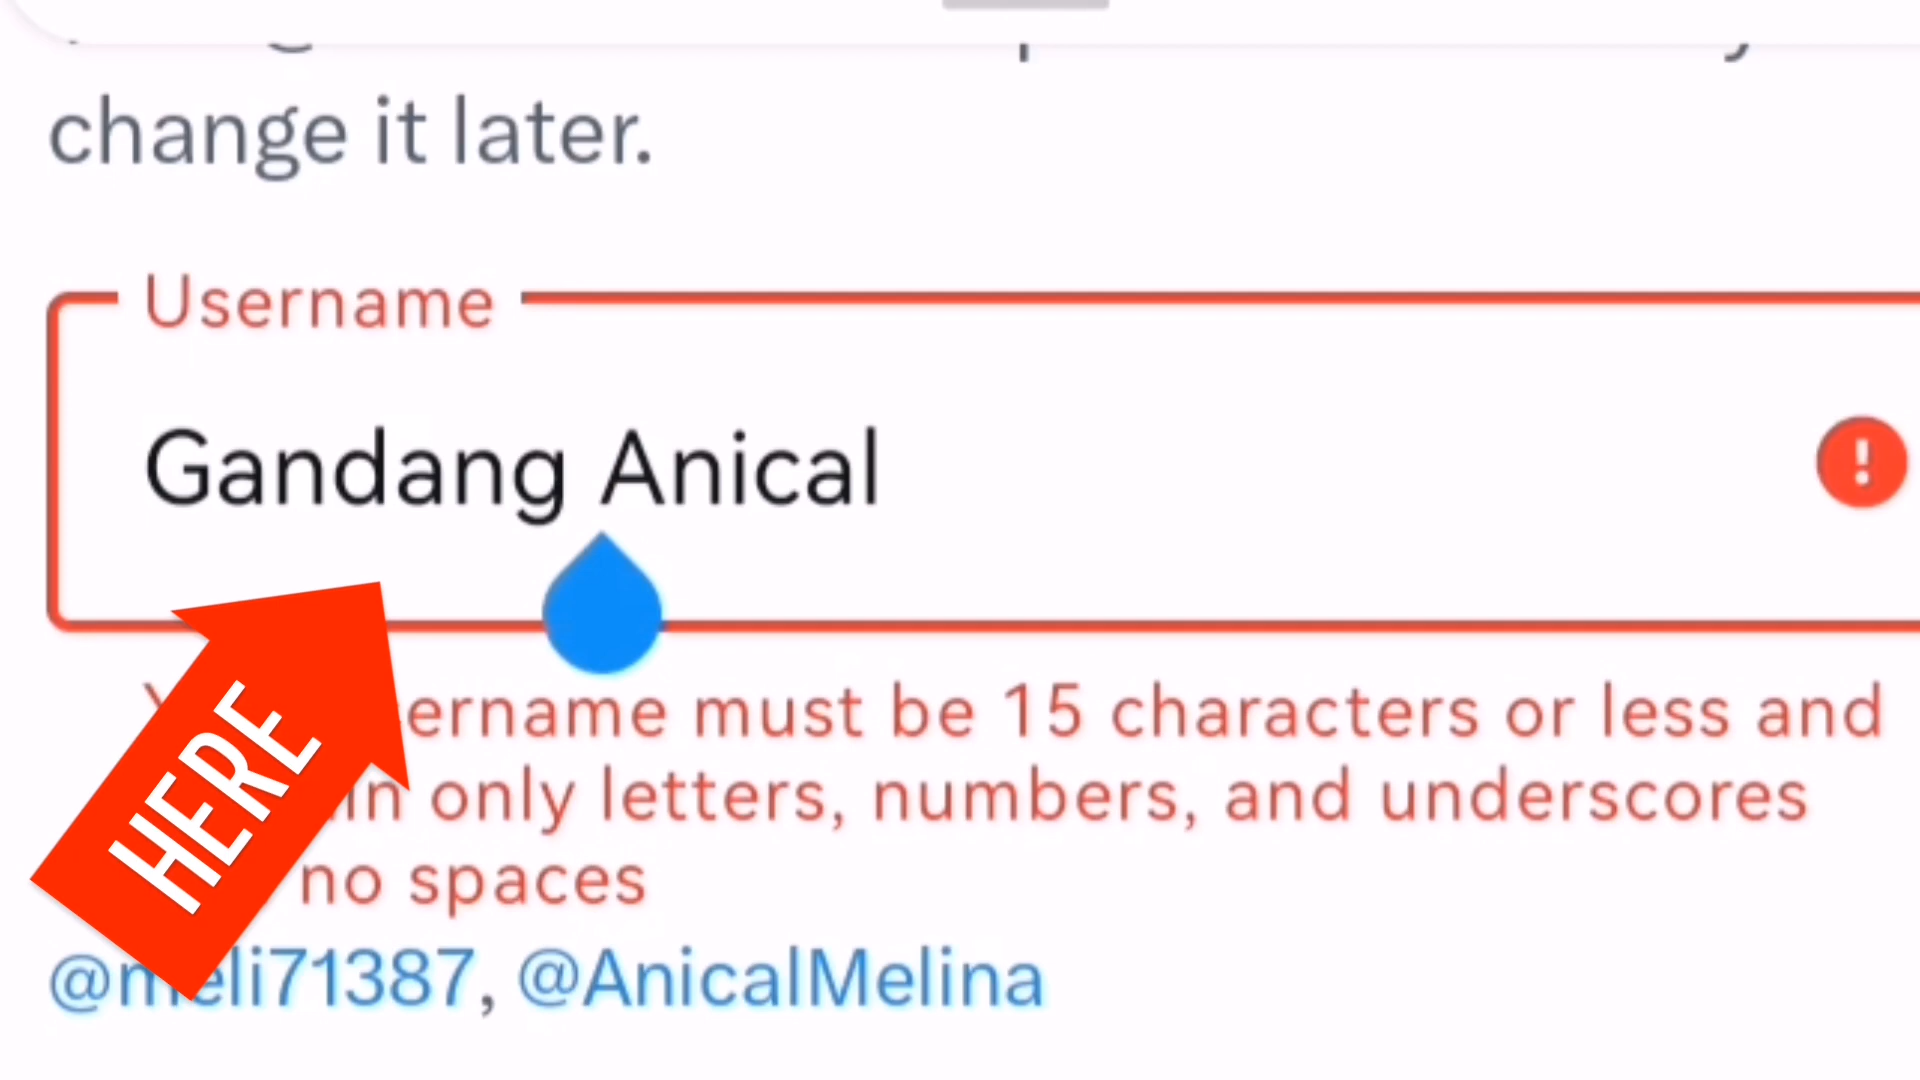 change it later.
Username
Gandang Anical
!
ername must be 15 characters or less and
in only letters, numbers, and underscores
no spaces
HERE
@meli71387, @AnicalMelina